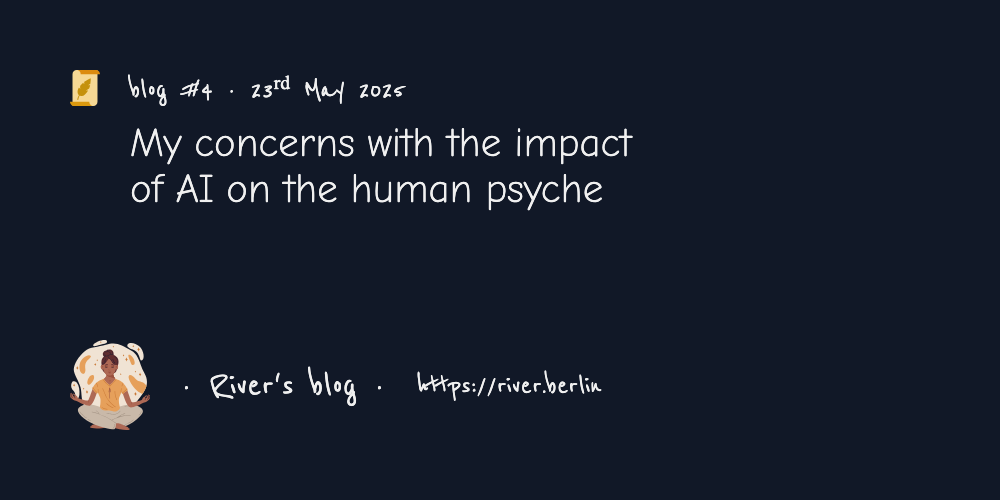 blog #4 · 23rd May 2025
My concerns with the impact
of AI on the human psyche
· River's blog · https://river.berlin